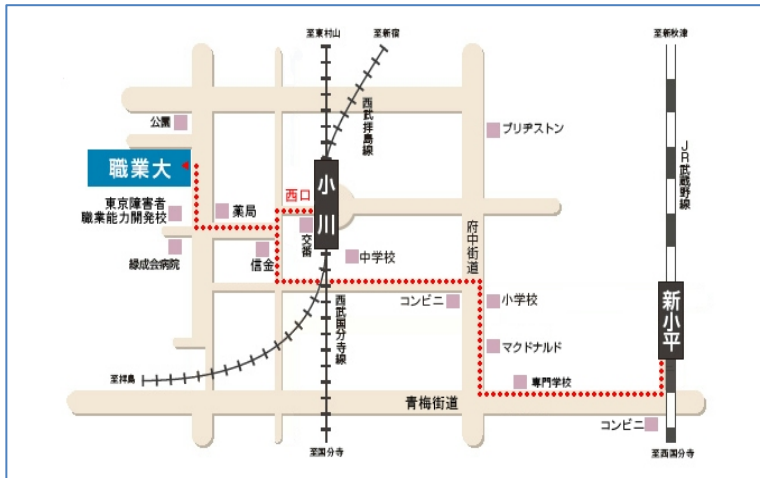 至東村山
至新宿
至新秋津
西武拝島線
公園
ブリヂストン
JR武蔵野線
職業大
小川
西口
東京障害者
職業能力開発校
薬局
交番
府中街道
緑成会病院
信金
中学校
新小平
コンビニ
小学校
西武国分寺線
マクドナルド
至拝島
専門学校
青梅街道
コンビニ
至国分寺
至西国分寺